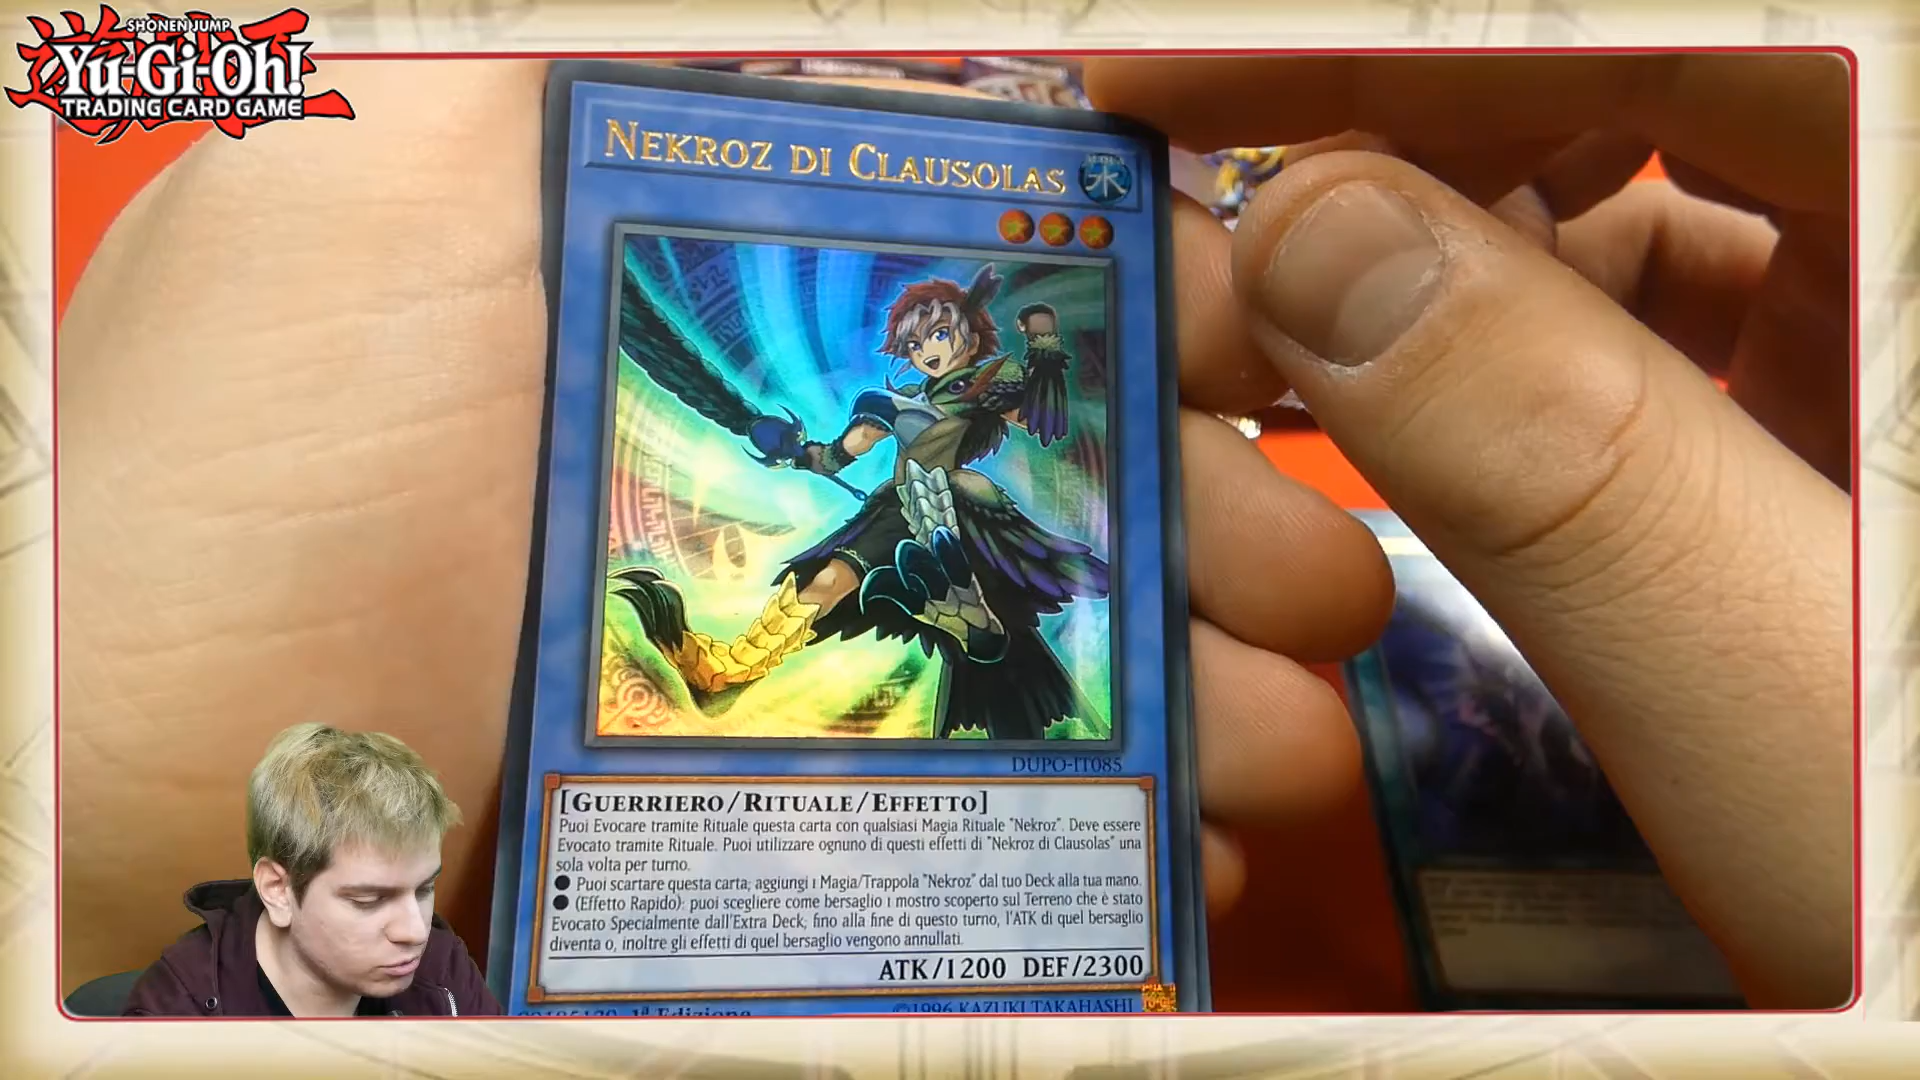 SHONEN JUMP
Yu-Gi-Oh!
TRADING CARD GAME
NEKROZ DI CLAUSOLAS
水
DUPO-IT085
[GUERRIERO/RITUALE/EFFETTO]
Puoi Evocare tramite Rituale questa carta con qualsiasi Magia Rituale "Nekroz". Deve essere
Evocato tramite Rituale. Puoi utilizzare ognuno di questi effetti di "Nekroz di Clausolas" una
sola volta per turno.
● Puoi scartare questa carta; aggiungi 1 Magia/Trappola "Nekroz" dal tuo Deck alla tua mano.
● (Effetto Rapido): puoi scegliere come bersaglio 1 mostro scoperto sul Terreno che è stato
Evocato Specialmente dall'Extra Deck; fino alla fine di questo turno, l'ATK di quel bersaglio
diventa 0, inoltre gli effetti di quel bersaglio vengono annullati.
ATK/1200 DEF/2300
1ª Edizione
©1996 KAZUKI TAKAHASHI